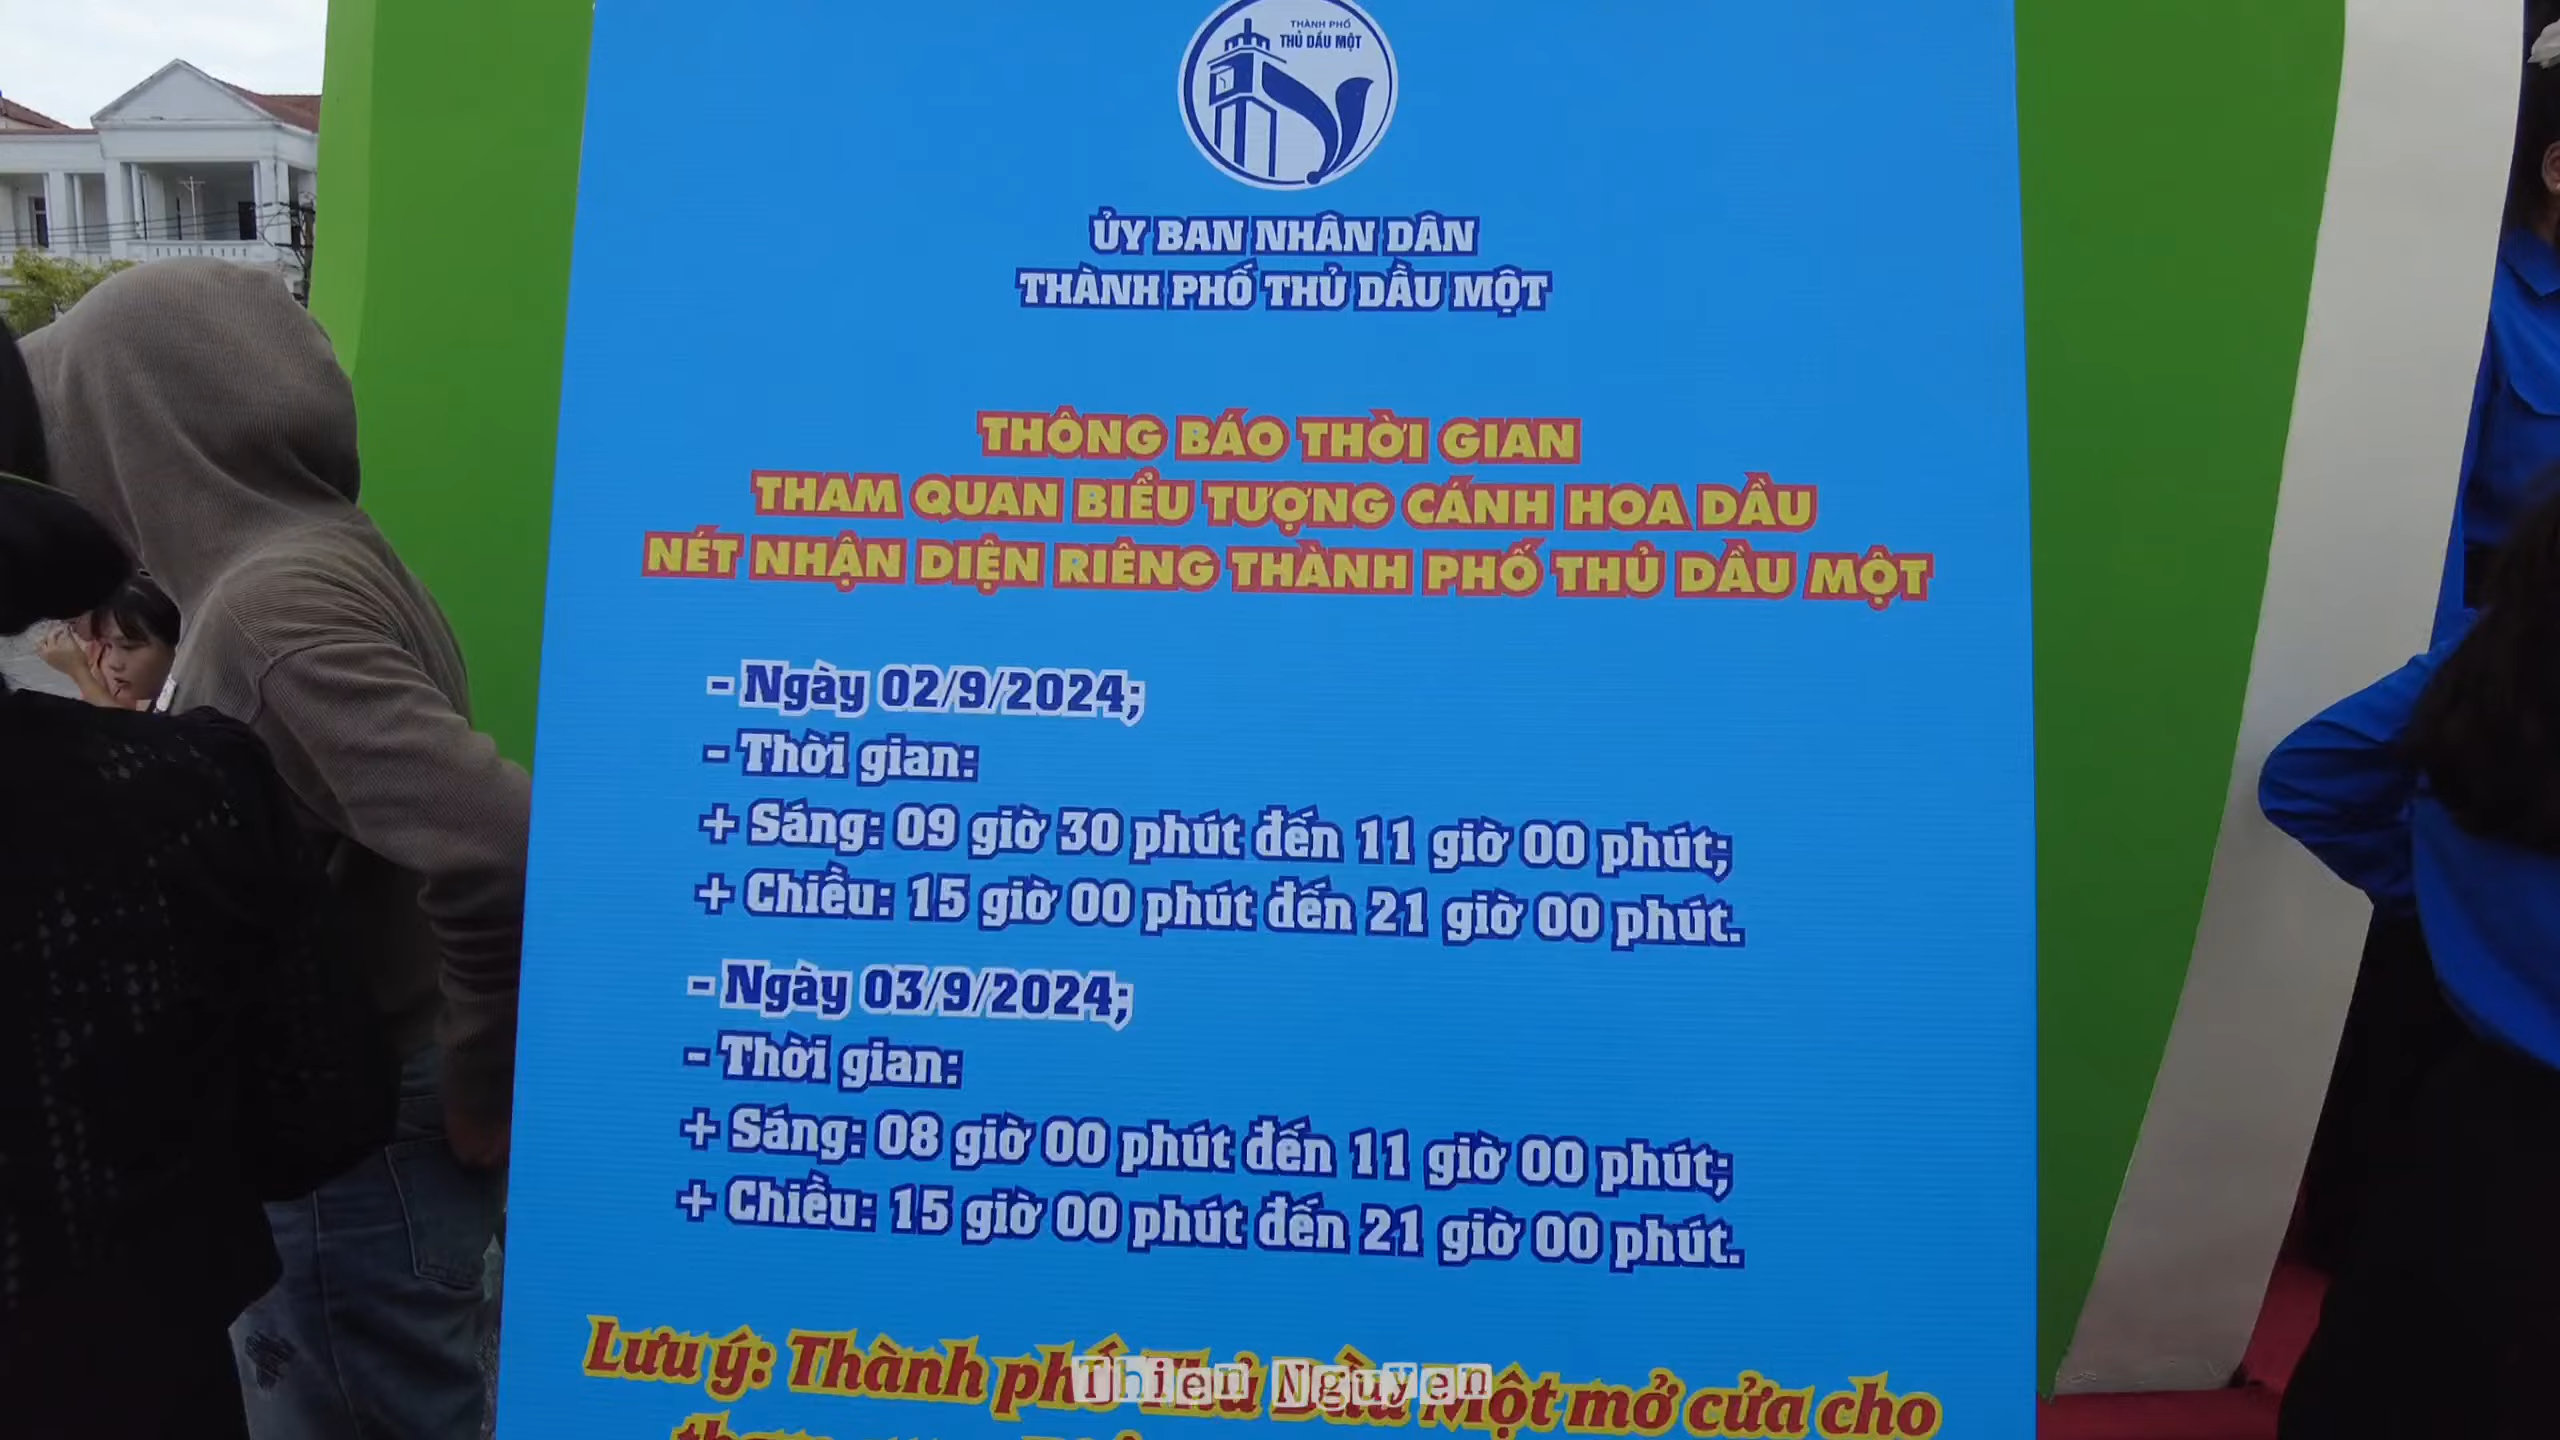 THÀNH PHỐ
THỦ DẦU MỘT
ỦY BAN NHÂN DÂN
THÀNH PHỐ THỦ DẦU MỘT
THÔNG BÁO THỜI GIAN
THAM QUAN BIỂU TƯỢNG CÁNH HOA DẦU
NÉT NHẬN DIỆN RIÊNG THÀNH PHỐ THỦ DẦU MỘT
- Ngày 02/9/2024;
- Thời gian:
+ Sáng: 09 giờ 30 phút đến 11 giờ 00 phút;
+ Chiều: 15 giờ 00 phút đến 21 giờ 00 phút.
- Ngày 03/9/2024;
- Thời gian:
+ Sáng: 08 giờ 00 phút đến 11 giờ 00 phút;
+ Chiều: 15 giờ 00 phút đến 21 giờ 00 phút.
Lưu ý: Thành phố Thủ Dầu Một mở cửa cho
Thien Nguyen